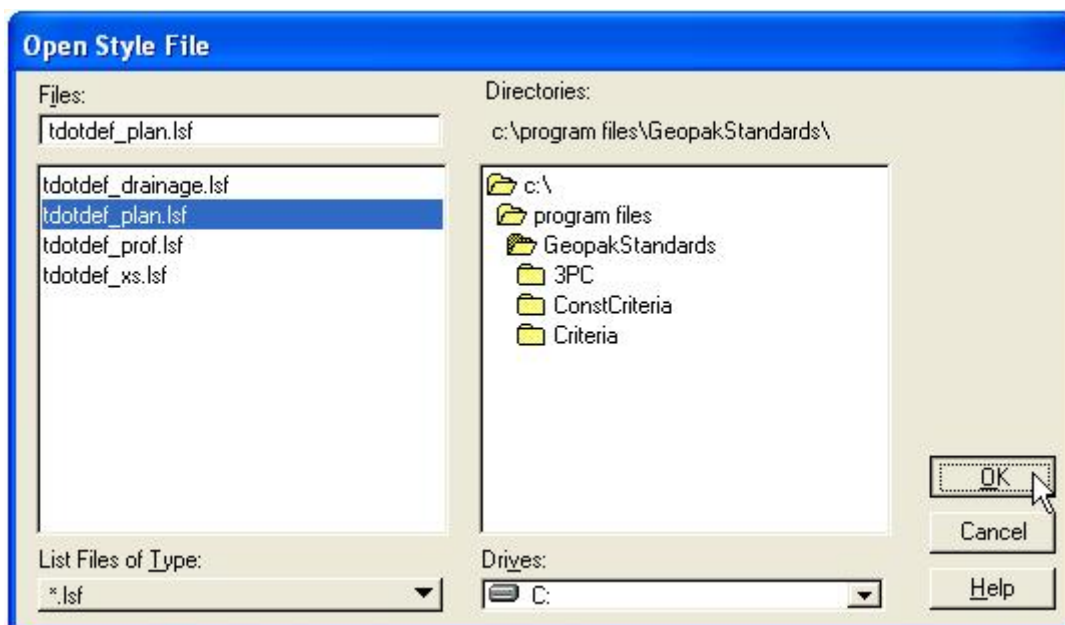 Open Style File
Files:
tdotdef_plan.lsf
tdotdef_drainage.lsf
tdotdef_plan.lsf
tdotdef_prof.lsf
tdotdef_xs.lsf
List Files of Type:
*.lsf
Directories:
c:\program files\GeopakStandards\
c:\
program files
GeopakStandards
3PC
ConstCriteria
Criteria
Drives:
C:
OK
Cancel
Help